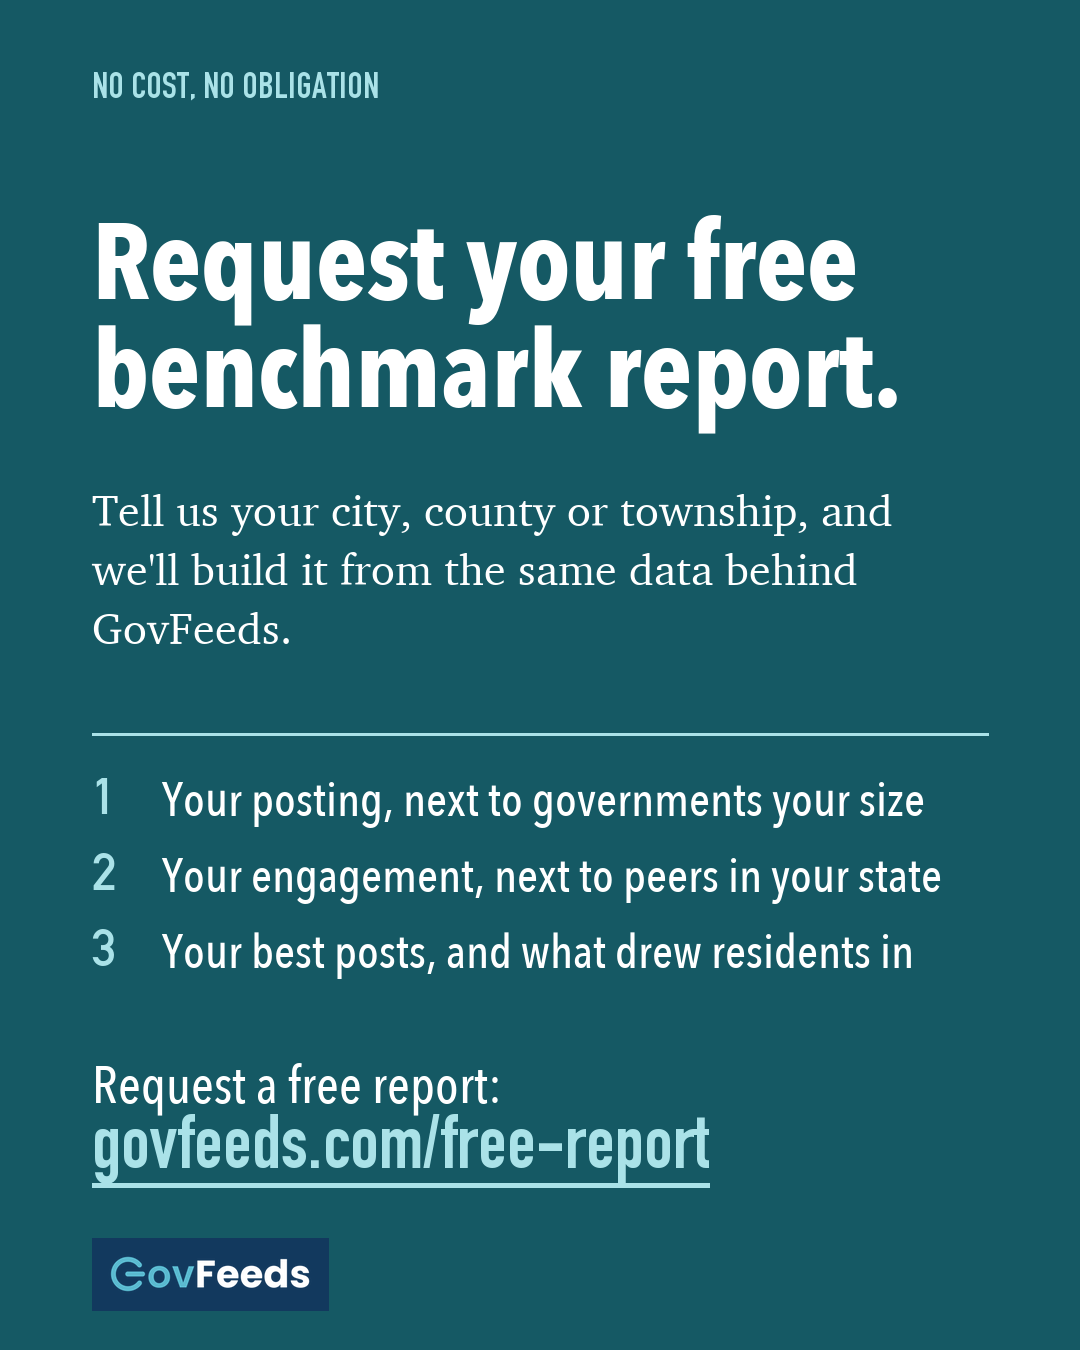 NO COST, NO OBLIGATION
Request your free
benchmark report.
Tell us your city, county or township, and
we'll build it from the same data behind
GovFeeds.
1 Your posting, next to governments your size
2 Your engagement, next to peers in your state
3 Your best posts, and what drew residents in
Request a free report:
govfeeds.com/free-report
GovFeeds